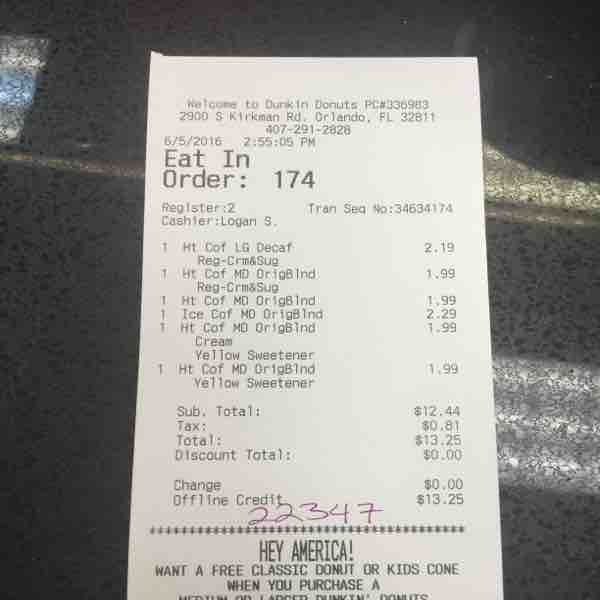 Welcome to Dunkin Donuts PC#336983
2900 S Kirkman Rd. Orlando, FL 32811
407-291-2828
6/5/2016 2:55:05 PM
Eat In
Order: 174
Register:2 Tran Seq No:34634174
Cashier:Logan S.
1 Ht Cof LG Decaf 2.19
Reg-Crm&Sug
1 Ht Cof MD OrigBlnd 1.99
Reg-Crm&Sug
1 Ht Cof MD OrigBlnd 1.99
1 Ice Cof MD OrigBlnd 2.29
1 Ht Cof MD OrigBlnd 1.99
Cream
Yellow Sweetener
1 Ht Cof MD OrigBlnd 1.99
Yellow Sweetener
Sub. Total: $12.44
Tax: $0.81
Total: $13.25
Discount Total: $0.00
Change $0.00
Offline Credit $13.25
22347
****************************************
HEY AMERICA!
WANT A FREE CLASSIC DONUT OR KIDS CONE
WHEN YOU PURCHASE A
MEDIUM OR LARGER DUNKIN' DONUTS